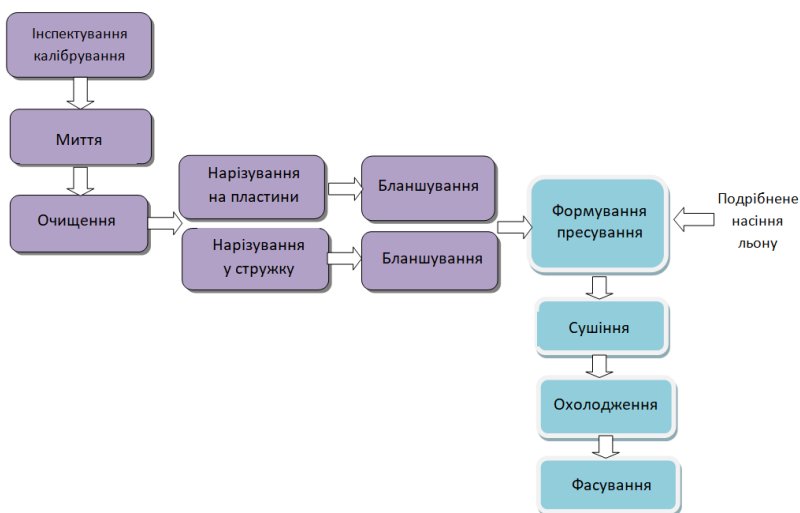 Інспектування
калібрування
Миття
Очищення
Нарізування
на пластини
Бланшування
Нарізування
у стружку
Бланшування
Формування
пресування
Подрібнене
насіння
льону
Сушіння
Охолодження
Фасування